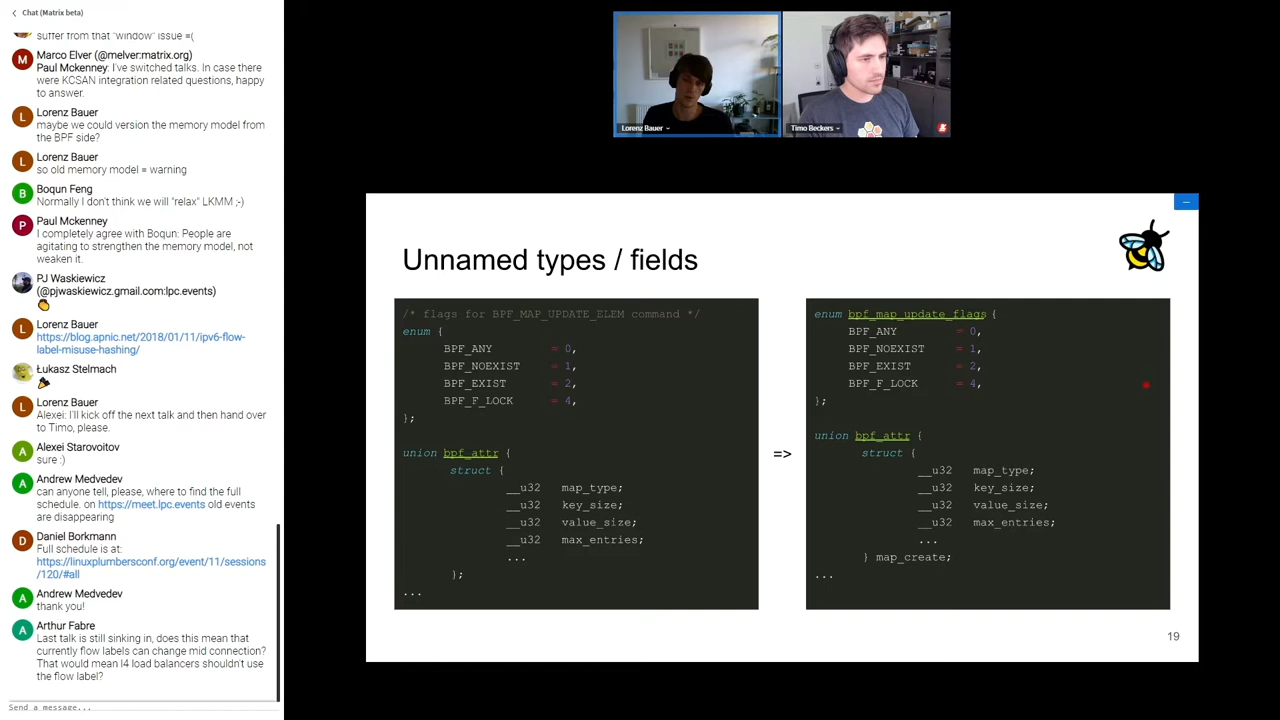 Chat (Matrix beta)
suffer from that "window" issue =(
M
Marco Elver (@melver:matrix.org)
Paul Mckenney: I've switched talks. In case there
were KCSAN integration related questions, happy
to answer.
L
Lorenz Bauer
maybe we could version the memory model from
the BPF side?
L
Lorenz Bauer
so old memory model = warning
B
Boqun Feng
Normally I don't think we will "relax" LKMM ;-)
P
Paul Mckenney
I completely agree with Boqun: People are
agitating to strengthen the memory model, not
weaken it.
PJ Waskiewicz
(@pjwaskiewicz.gmail.com:lpc.events)
L
Lorenz Bauer
https://blog.apnic.net/2018/01/11/ipv6-flow-
label-misuse-hashing/
Łukasz Stelmach
L
Lorenz Bauer
Alexei: I'll kick off the next talk and then hand over
to Timo, please.
A
Alexei Starovoitov
sure :)
A
Andrew Medvedev
can anyone tell, please, where to find the full
schedule. on https://meet.lpc.events old events
are disappearing
D
Daniel Borkmann
Full schedule is at:
https://linuxplumbersconf.org/event/11/sessions
/120/#all
A
Andrew Medvedev
thank you!
A
Arthur Fabre
Last talk is still sinking in, does this mean that
currently flow labels can change mid connection?
That would mean l4 load balancers shouldn't use
the flow label?
Send a message...
Lorenz Bauer
Timo Beckers
Unnamed types / fields
/* flags for BPF_MAP_UPDATE_ELEM command */
enum {
BPF_ANY = 0,
BPF_NOEXIST = 1,
BPF_EXIST = 2,
BPF_F_LOCK = 4,
};
union bpf_attr {
struct {
__u32 map_type;
__u32 key_size;
__u32 value_size;
__u32 max_entries;
...
};
...
=>
enum bpf_map_update_flags {
BPF_ANY = 0,
BPF_NOEXIST = 1,
BPF_EXIST = 2,
BPF_F_LOCK = 4,
};
union bpf_attr {
struct {
__u32 map_type;
__u32 key_size;
__u32 value_size;
__u32 max_entries;
...
} map_create;
...
19